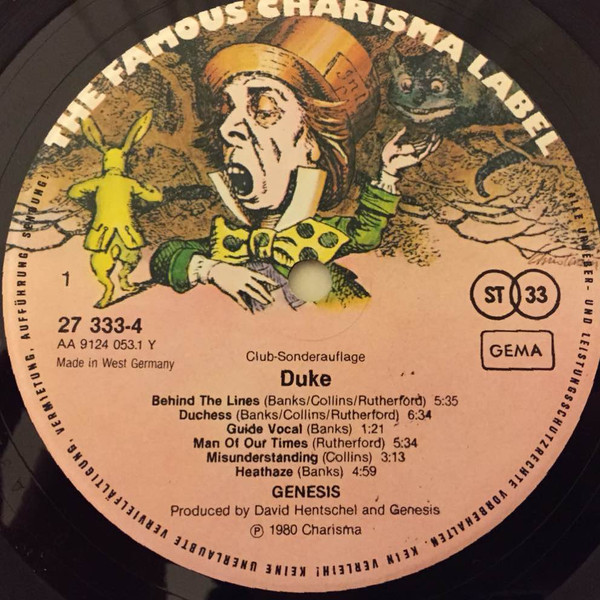 THE FAMOUS CHARISMA LABEL
1
27 333-4
AA 9124 053.1 Y
Made in West Germany
ST 33
GEMA
Club-Sonderauflage
Duke
Behind The Lines (Banks/Collins/Rutherford) 5:35
Duchess (Banks/Collins/Rutherford) 6:34
Guide Vocal (Banks) 1:21
Man Of Our Times (Rutherford) 5:34
Misunderstanding (Collins) 3:13
Heathaze (Banks) 4:59
GENESIS
Produced by David Hentschel and Genesis
Ⓟ 1980 Charisma
ALLE URHEBER- UND LEISTUNGSSCHUTZRECHTE VORBEHALTEN. KEIN VERLEIH! KEINE UNERLAUBTE VERVIELFÄLTIGUNG, VERMIETUNG, AUFFÜHRUNG, SENDUNG!